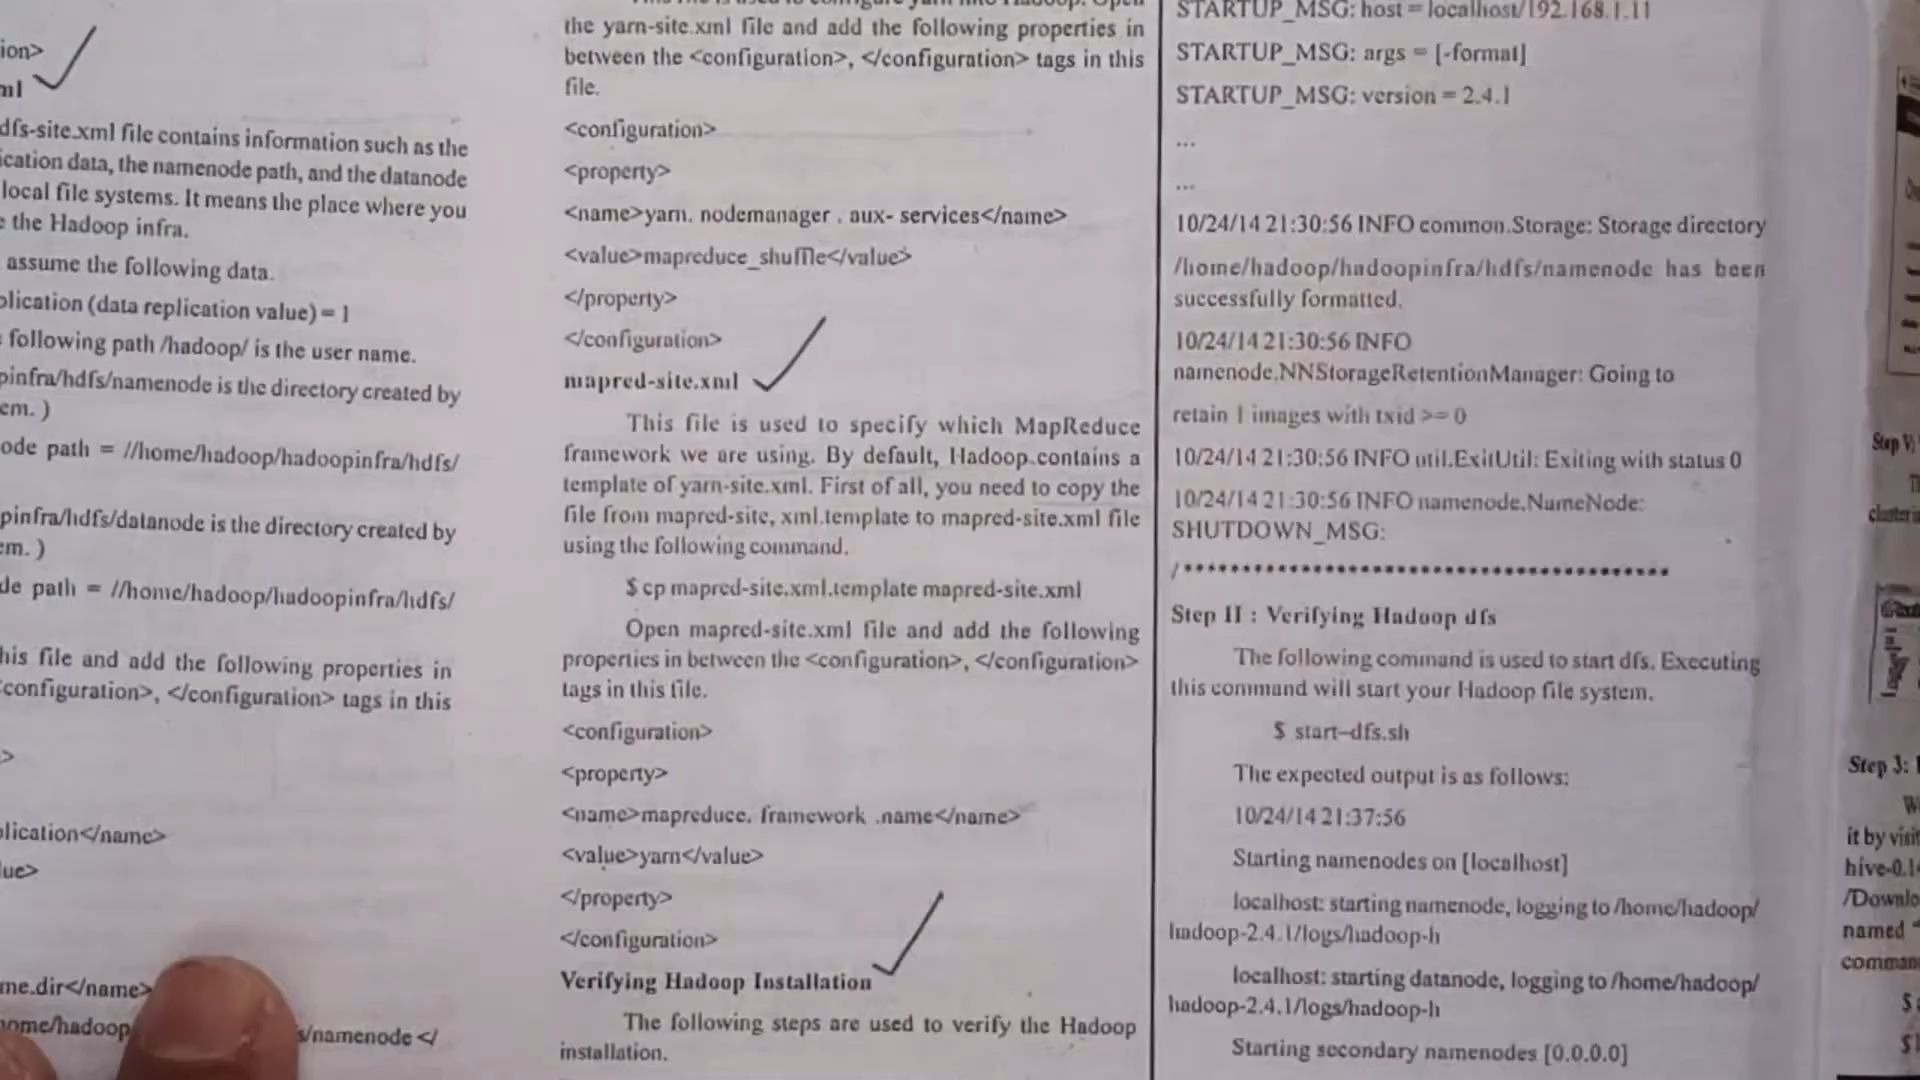 ion>
ml
dfs-site.xml file contains information such as the
ication data, the namenode path, and the datanode
local file systems. It means the place where you
the Hadoop infra.
assume the following data.
plication (data replication value) = 1
following path /hadoop/ is the user name.
pinfra/hdfs/namenode is the directory created by
em. )
ode path = //home/hadoop/hadoopinfra/hdfs/
pinfra/hdfs/datanode is the directory created by
em. )
de path = //home/hadoop/hadoopinfra/hdfs/
his file and add the following properties in
configuration>, </configuration> tags in this
>
plication</name>
lue>
me.dir</name>
home/hadoop s/namenode </
the yarn-site.xml file and add the following properties in
between the <configuration>, </configuration> tags in this
file.
<configuration>
<property>
<name>yarn. nodemanager . aux- services</name>
<value>mapreduce_shuffle</value>
</property>
</configuration>
mapred-site.xml
This file is used to specify which MapReduce
framework we are using. By default, Hadoop contains a
template of yarn-site.xml. First of all, you need to copy the
file from mapred-site, xml.template to mapred-site.xml file
using the following command.
$ cp mapred-site.xml.template mapred-site.xml
Open mapred-site.xml file and add the following
properties in between the <configuration>, </configuration>
tags in this file.
<configuration>
<property>
<name>mapreduce. framework .name</name>
<value>yarn</value>
</property>
</configuration>
Verifying Hadoop Installation
The following steps are used to verify the Hadoop
installation.
STARTUP_MSG: host = localhost/192.168.1.11
STARTUP_MSG: args = [-format]
STARTUP_MSG: version = 2.4.1
...
...
10/24/14 21:30:56 INFO common.Storage: Storage directory
/home/hadoop/hadoopinfra/hdfs/namenode has been
successfully formatted.
10/24/14 21:30:56 INFO
namenode.NNStorageRetentionManager: Going to
retain 1 images with txid >= 0
10/24/14 21:30:56 INFO util.ExitUtil: Exiting with status 0
10/24/14 21:30:56 INFO namenode.NameNode:
SHUTDOWN_MSG:
/******************************************
Step II : Verifying Hadoop dfs
The following command is used to start dfs. Executing
this command will start your Hadoop file system.
$ start–dfs.sh
The expected output is as follows:
10/24/14 21:37:56
Starting namenodes on [localhost]
localhost: starting namenode, logging to /home/hadoop/
hadoop-2.4.1/logs/hadoop-h
localhost: starting datanode, logging to /home/hadoop/
hadoop-2.4.1/logs/hadoop-h
Starting secondary namenodes [0.0.0.0]
Step V:
Step 3:
it by visit
hive-0.14
/Downlo
named
comman
$
$